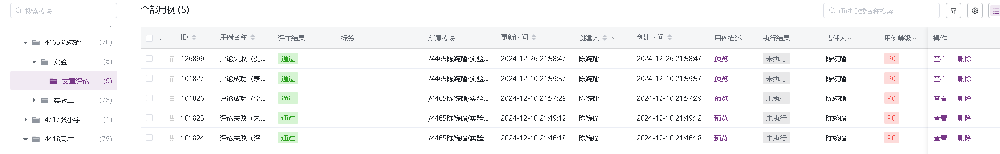 搜索模块
全部用例 (5)
通过ID或名称搜索
4465陈婉瑜 (78)
实验一 (5)
文章评论 (5)
实验二 (73)
4717张小宇 (1)
4418周广 (79)
ID 用例名称 评审结果 标签 所属模块 更新时间 创建人 创建时间 用例描述 执行结果 责任人 用例等级 操作
126899 评论失败（提... 通过 /4465陈婉瑜/实验... 2024-12-26 21:58:47 陈婉瑜 2024-12-26 21:58:47 预览 未执行 陈婉瑜 P0 查看 删除
101827 评论成功（表... 通过 /4465陈婉瑜/实验... 2024-12-10 21:59:57 陈婉瑜 2024-12-10 21:59:57 预览 未执行 陈婉瑜 P0 查看 删除
101826 评论成功（字... 通过 /4465陈婉瑜/实验... 2024-12-10 21:57:29 陈婉瑜 2024-12-10 21:57:29 预览 未执行 陈婉瑜 P0 查看 删除
101825 评论失败（未... 通过 /4465陈婉瑜/实验... 2024-12-10 21:49:12 陈婉瑜 2024-12-10 21:49:12 预览 未执行 陈婉瑜 P0 查看 删除
101824 评论失败（评... 通过 /4465陈婉瑜/实验... 2024-12-10 21:46:18 陈婉瑜 2024-12-10 21:46:18 预览 未执行 陈婉瑜 P0 查看 删除